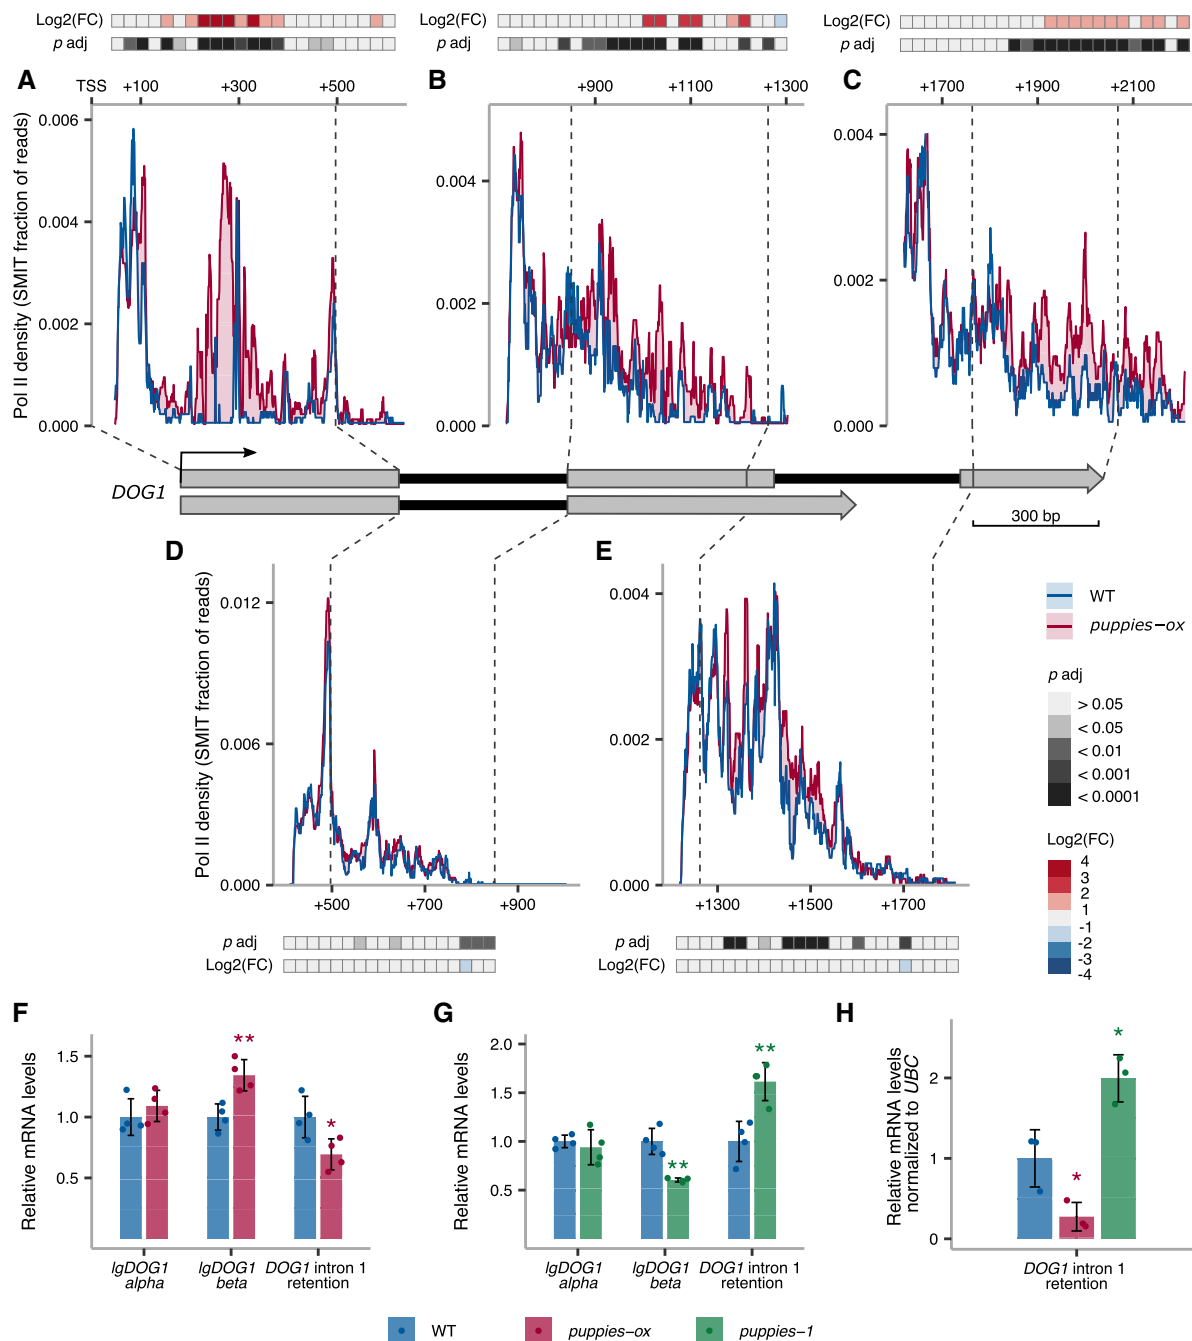 Log2(FC)
p adj
Log2(FC)
p adj
Log2(FC)
p adj
A
TSS
+100
+300
+500
B
+900
+1100
+1300
C
+1700
+1900
+2100
Pol II density (SMIT fraction of reads)
0.006
0.004
0.002
0.000
0.004
0.002
0.000
0.004
0.002
0.000
DOG1
300 bp
D
E
Pol II density (SMIT fraction of reads)
0.012
0.006
0.000
+500
+700
+900
0.004
0.002
0.000
+1300
+1500
+1700
p adj
Log2(FC)
p adj
Log2(FC)
WT
puppies−ox
p adj
> 0.05
< 0.05
< 0.01
< 0.001
< 0.0001
Log2(FC)
4
3
2
1
-1
-2
-3
-4
F
Relative mRNA levels
1.5
1.0
0.5
**
*
lgDOG1 alpha
lgDOG1 beta
DOG1 intron 1 retention
G
Relative mRNA levels
2.0
1.5
1.0
0.5
**
**
lgDOG1 alpha
lgDOG1 beta
DOG1 intron 1 retention
H
Relative mRNA levels
normalized to UBC
2
1
0
*
*
DOG1 intron 1
retention
WT
puppies−ox
puppies−1